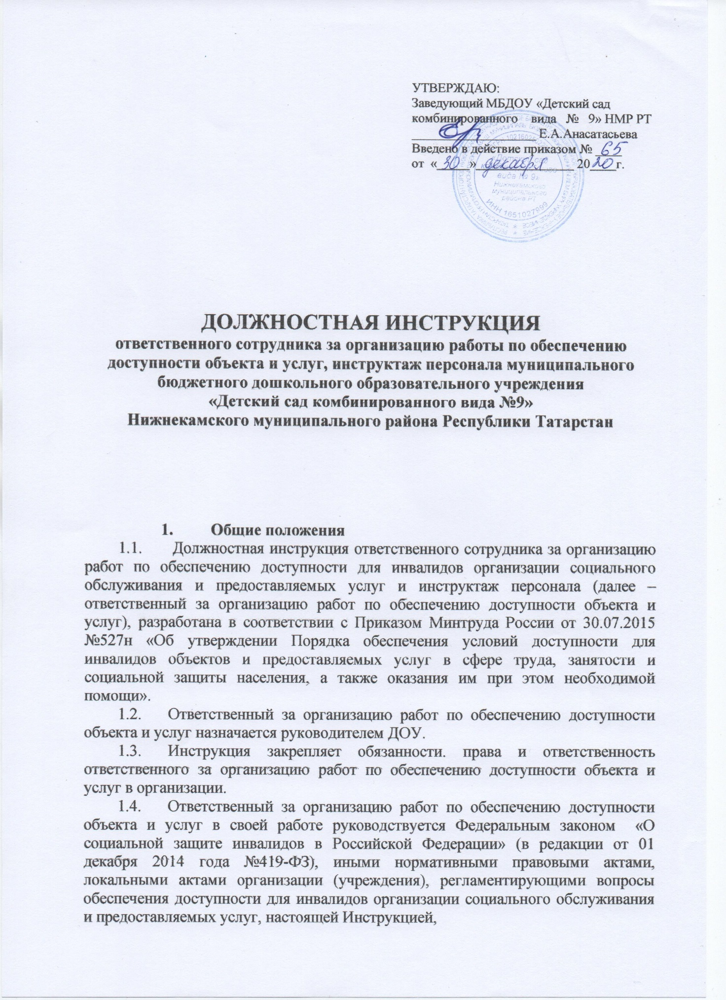 УТВЕРЖДАЮ:
Заведующий МБДОУ «Детский сад
комбинированного вида № 9» НМР РТ
Е.А.Анасатасьева
Введено в действие приказом № 65
от «30» декабря 2020г.
«Детский сад
вида № 9»
Нижнекамского
муниципального
района РТ
ИНН 1651027999
ДОЛЖНОСТНАЯ ИНСТРУКЦИЯ
ответственного сотрудника за организацию работы по обеспечению
доступности объекта и услуг, инструктаж персонала муниципального
бюджетного дошкольного образовательного учреждения
«Детский сад комбинированного вида №9»
Нижнекамского муниципального района Республики Татарстан
1. Общие положения
1.1. Должностная инструкция ответственного сотрудника за организацию
работ по обеспечению доступности для инвалидов организации социального
обслуживания и предоставляемых услуг и инструктаж персонала (далее –
ответственный за организацию работ по обеспечению доступности объекта и
услуг), разработана в соответствии с Приказом Минтруда России от 30.07.2015
№527н «Об утверждении Порядка обеспечения условий доступности для
инвалидов объектов и предоставляемых услуг в сфере труда, занятости и
социальной защиты населения, а также оказания им при этом необходимой
помощи».
1.2. Ответственный за организацию работ по обеспечению доступности
объекта и услуг назначается руководителем ДОУ.
1.3. Инструкция закрепляет обязанности. права и ответственность
ответственного за организацию работ по обеспечению доступности объекта и
услуг в организации.
1.4. Ответственный за организацию работ по обеспечению доступности
объекта и услуг в своей работе руководствуется Федеральным законом «О
социальной защите инвалидов в Российской Федерации» (в редакции от 01
декабря 2014 года №419-ФЗ), иными нормативными правовыми актами,
локальными актами организации (учреждения), регламентирующими вопросы
обеспечения доступности для инвалидов организации социального обслуживания
и предоставляемых услуг, настоящей Инструкцией,